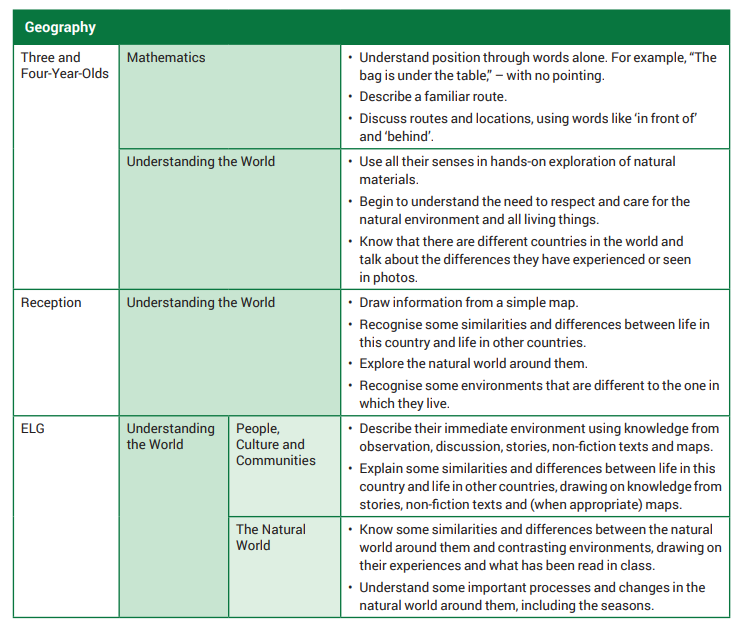 Geography
Three and
Four-Year-Olds
Mathematics
• Understand position through words alone. For example, “The
bag is under the table,” – with no pointing.
• Describe a familiar route.
• Discuss routes and locations, using words like ‘in front of’
and ‘behind’.
Understanding the World
• Use all their senses in hands-on exploration of natural
materials.
• Begin to understand the need to respect and care for the
natural environment and all living things.
• Know that there are different countries in the world and
talk about the differences they have experienced or seen
in photos.
Reception
Understanding the World
• Draw information from a simple map.
• Recognise some similarities and differences between life in
this country and life in other countries.
• Explore the natural world around them.
• Recognise some environments that are different to the one in
which they live.
ELG
Understanding
the World
People,
Culture and
Communities
• Describe their immediate environment using knowledge from
observation, discussion, stories, non-fiction texts and maps.
• Explain some similarities and differences between life in this
country and life in other countries, drawing on knowledge from
stories, non-fiction texts and (when appropriate) maps.
The Natural
World
• Know some similarities and differences between the natural
world around them and contrasting environments, drawing on
their experiences and what has been read in class.
• Understand some important processes and changes in the
natural world around them, including the seasons.